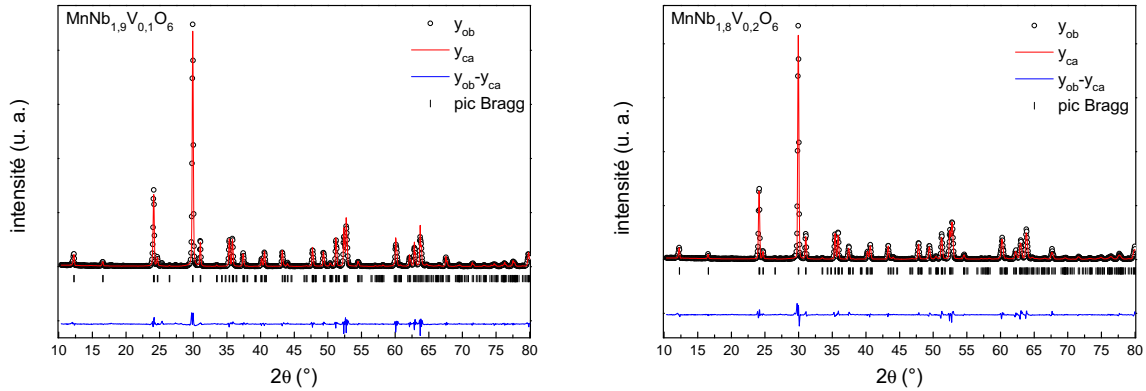 MnNb1,9V0,1O6
yob
yca
yob-yca
pic Bragg
intensité (u. a.)
10 15 20 25 30 35 40 45 50 55 60 65 70 75 80
2θ (°)
MnNb1,8V0,2O6
yob
yca
yob-yca
pic Bragg
intensité (u. a.)
10 15 20 25 30 35 40 45 50 55 60 65 70 75 80
2θ (°)